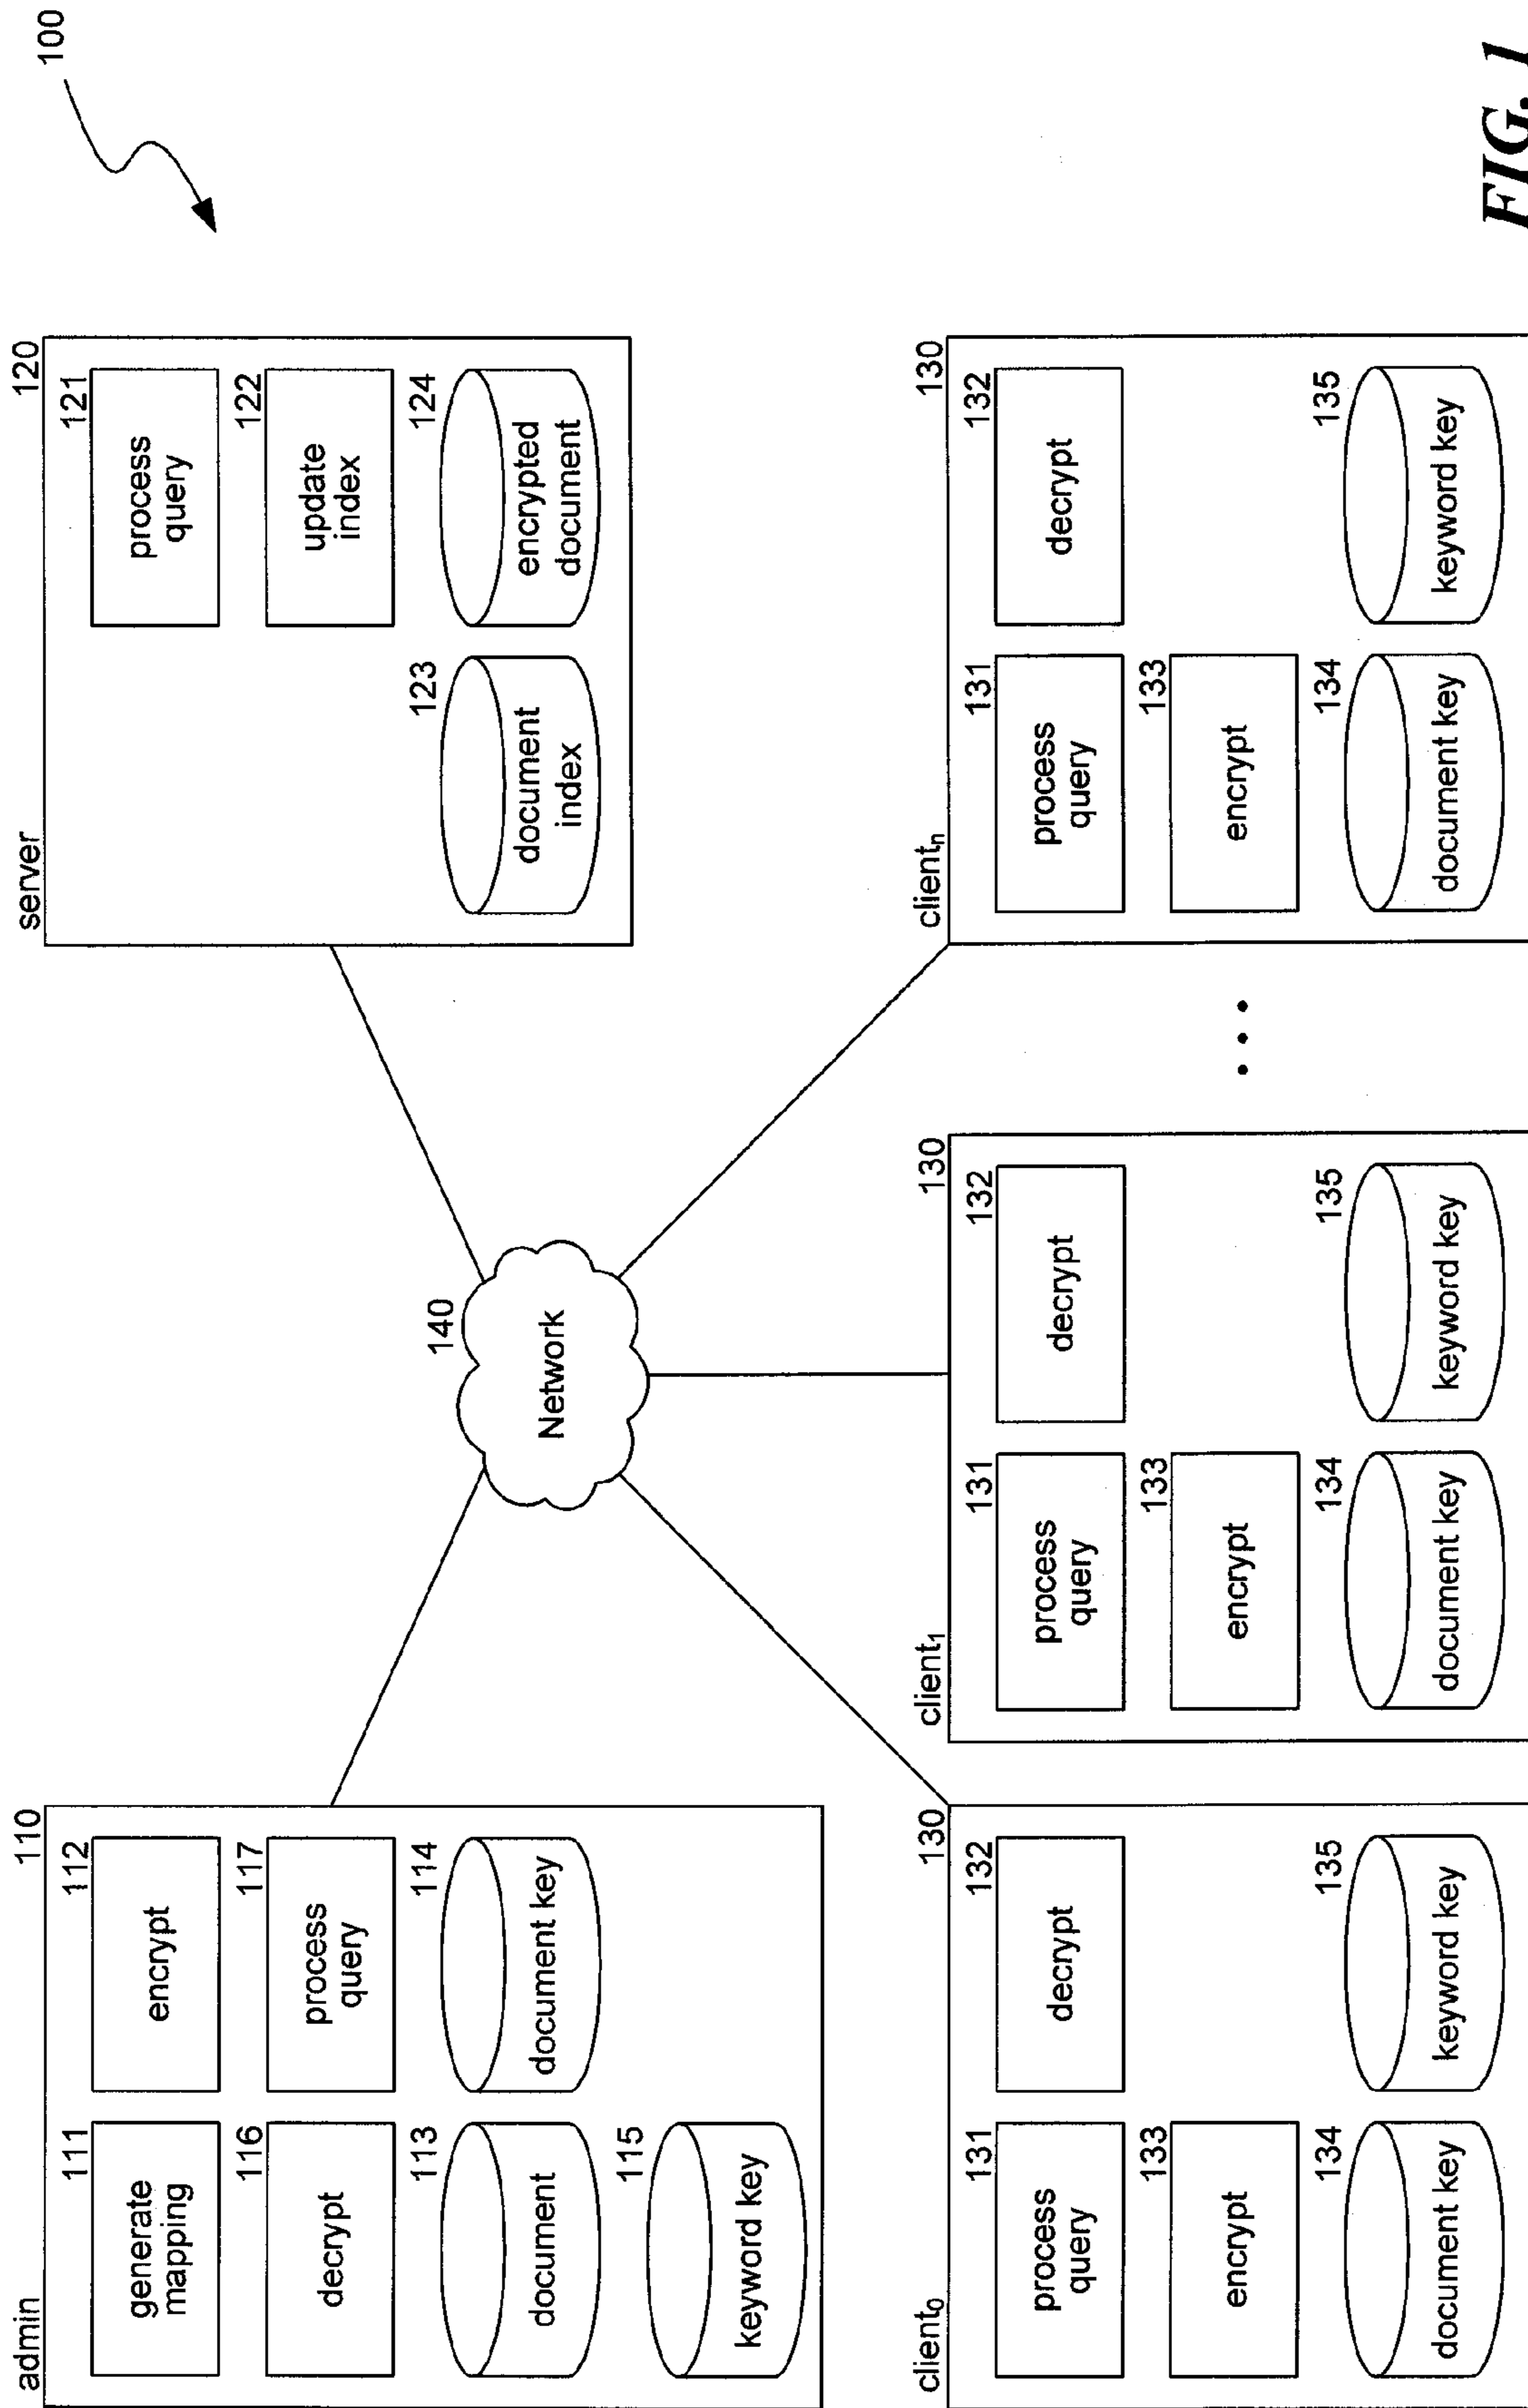 100
admin 110
111
generate
mapping
112
encrypt
116
decrypt
117
process
query
113
document
114
document key
115
keyword key
server 120
121
process
query
122
update
index
123
document
index
124
encrypted
document
140
Network
client₀ 130
131
process
query
132
decrypt
133
encrypt
134
document key
135
keyword key
client₁ 130
131
process
query
132
decrypt
133
encrypt
134
document key
135
keyword key
• • •
clientₙ 130
131
process
query
132
decrypt
133
encrypt
134
document key
135
keyword key
FIG. 1